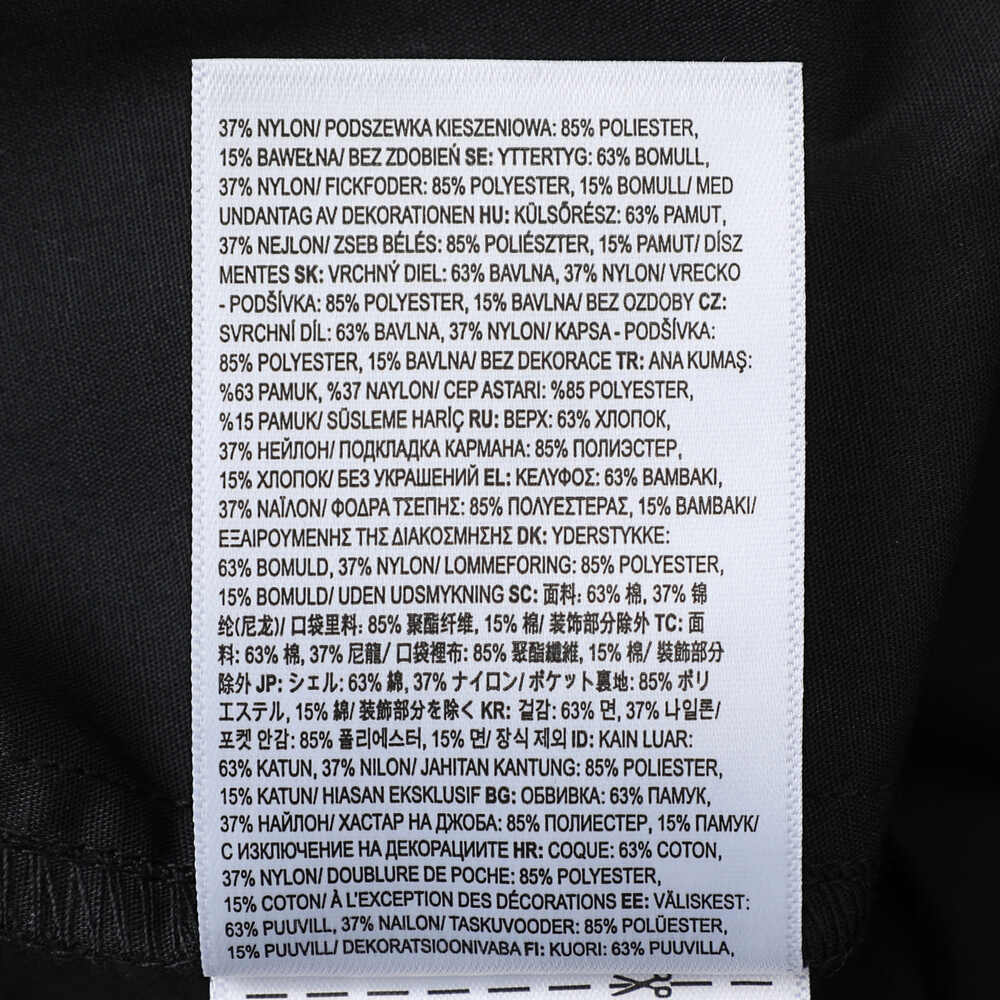 37% NYLON/ PODSZEWKA KIESZENIOWA: 85% POLIESTER,
15% BAWEŁNA/ BEZ ZDOBIEŃ SE: YTTERTYG: 63% BOMULL,
37% NYLON/ FICKFODER: 85% POLYESTER, 15% BOMULL/ MED
UNDANTAG AV DEKORATIONEN HU: KÜLSŐRÉSZ: 63% PAMUT,
37% NEJLON/ ZSEB BÉLÉS: 85% POLIÉSZTER, 15% PAMUT/ DÍSZ
MENTES SK: VRCHNÝ DIEL: 63% BAVLNA, 37% NYLON/ VRECKO
- PODŠÍVKA: 85% POLYESTER, 15% BAVLNA/ BEZ OZDOBY CZ:
SVRCHNÍ DÍL: 63% BAVLNA, 37% NYLON/ KAPSA - PODŠÍVKA:
85% POLYESTER, 15% BAVLNA/ BEZ DEKORACE TR: ANA KUMAŞ:
%63 PAMUK, %37 NAYLON/ CEP ASTARI: %85 POLYESTER,
%15 PAMUK/ SÜSLEME HARİÇ RU: ВЕРХ: 63% ХЛОПОК,
37% НЕЙЛОН/ ПОДКЛАДКА КАРМАНА: 85% ПОЛИЭСТЕР,
15% ХЛОПОК/ БЕЗ УКРАШЕНИЙ EL: ΚΕΛΥΦΟΣ: 63% ΒΑΜΒΑΚΙ,
37% ΝΑΪΛΟΝ/ ΦΟΔΡΑ ΤΣΕΠΗΣ: 85% ΠΟΛΥΕΣΤΕΡΑΣ, 15% ΒΑΜΒΑΚΙ/
ΕΞΑΙΡΟΥΜΕΝΗΣ ΤΗΣ ΔΙΑΚΟΣΜΗΣΗΣ DK: YDERSTYKKE:
63% BOMULD, 37% NYLON/ LOMMEFORING: 85% POLYESTER,
15% BOMULD/ UDEN UDSMYKNING SC: 面料: 63% 棉, 37% 锦
纶(尼龙)/ 口袋里料: 85% 聚酯纤维, 15% 棉/ 装饰部分除外 TC: 面
料: 63% 棉, 37% 尼龍/ 口袋裡布: 85% 聚酯纖維, 15% 棉/ 裝飾部分
除外 JP: シェル: 63% 綿, 37% ナイロン/ ポケット裏地: 85% ポリ
エステル, 15% 綿/ 装飾部分を除く KR: 겉감: 63% 면, 37% 나일론/
포켓 안감: 85% 폴리에스터, 15% 면/ 장식 제외 ID: KAIN LUAR:
63% KATUN, 37% NILON/ JAHITAN KANTUNG: 85% POLIESTER,
15% KATUN/ HIASAN EKSKLUSIF BG: ОБВИВКА: 63% ПАМУК,
37% НАЙЛОН/ ХАСТАР НА ДЖОБА: 85% ПОЛИЕСТЕР, 15% ПАМУК/
С ИЗКЛЮЧЕНИЕ НА ДЕКОРАЦИИТЕ HR: COQUE: 63% COTON,
37% NYLON/ DOUBLURE DE POCHE: 85% POLYESTER,
15% COTON/ À L'EXCEPTION DES DÉCORATIONS EE: VÄLISKEST:
63% PUUVILL, 37% NAILON/ TASKUVOODER: 85% POLÜESTER,
15% PUUVILL/ DEKORATSIOONIVABA FI: KUORI: 63% PUUVILLA,